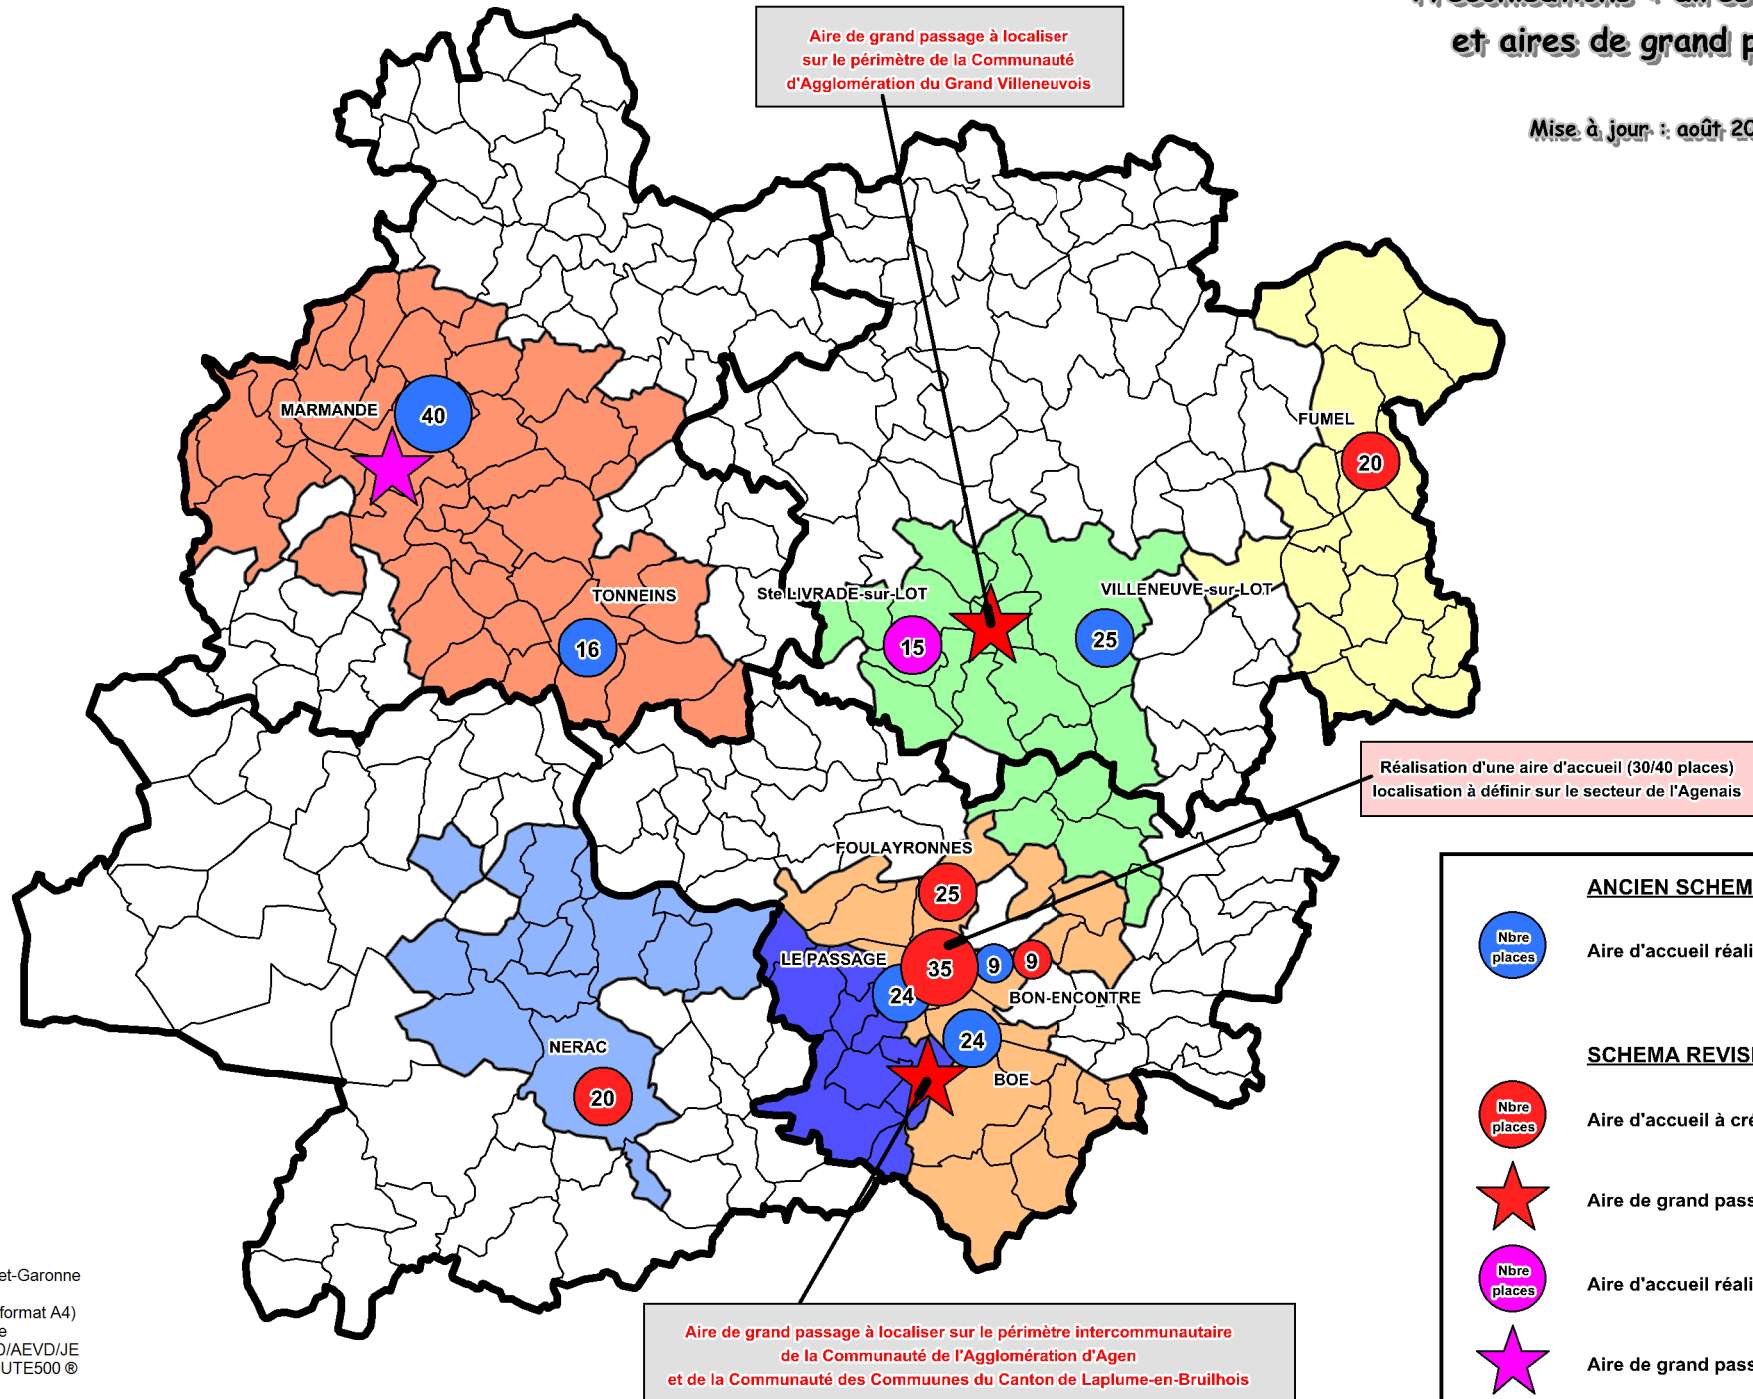 et aires de grand
Mise à jour : août
Aire de grand passage à localiser
sur le périmètre de la Communauté
d'Agglomération du Grand Villeneuvois
MARMANDE
40
FUMEL
20
TONNEINS
16
Ste LIVRADE-sur-LOT
15
VILLENEUVE-sur-LOT
25
Réalisation d'une aire d'accueil (30/40 places)
localisation à définir sur le secteur de l'Agenais
FOULAYRONNES
25
LE PASSAGE
35
9
9
24
BON-ENCONTRE
24
NERAC
BOE
20
ANCIEN SCHEM
Nbre
places
Aire d'accueil réali
SCHEMA REVIS
Nbre
places
Aire d'accueil à cré
Aire de grand pass
Nbre
places
Aire d'accueil réali
Aire de grand pass
et-Garonne
format A4)
e
D/AEVD/JE
UTE500 ®
Aire de grand passage à localiser sur le périmètre intercommunautaire
de la Communauté de l'Agglomération d'Agen
et de la Communauté des Commuunes du Canton de Laplume-en-Bruilhois